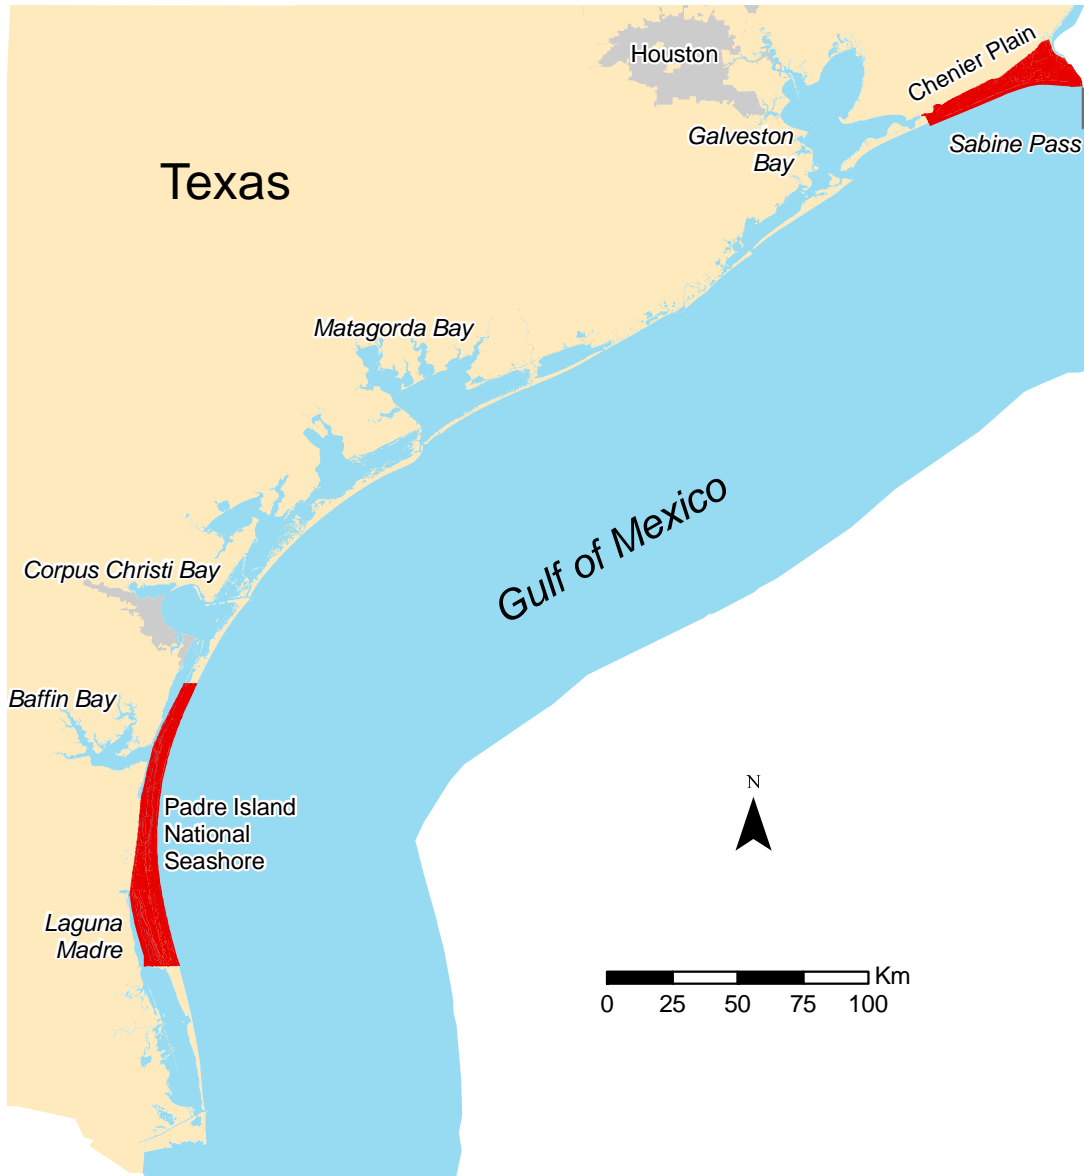 Houston
Chenier Plain
Galveston
Bay
Sabine Pass
Texas
Matagorda Bay
Gulf of Mexico
Corpus Christi Bay
Baffin Bay
Padre Island
National
Seashore
N
Laguna
Madre
Km
0 25 50 75 100